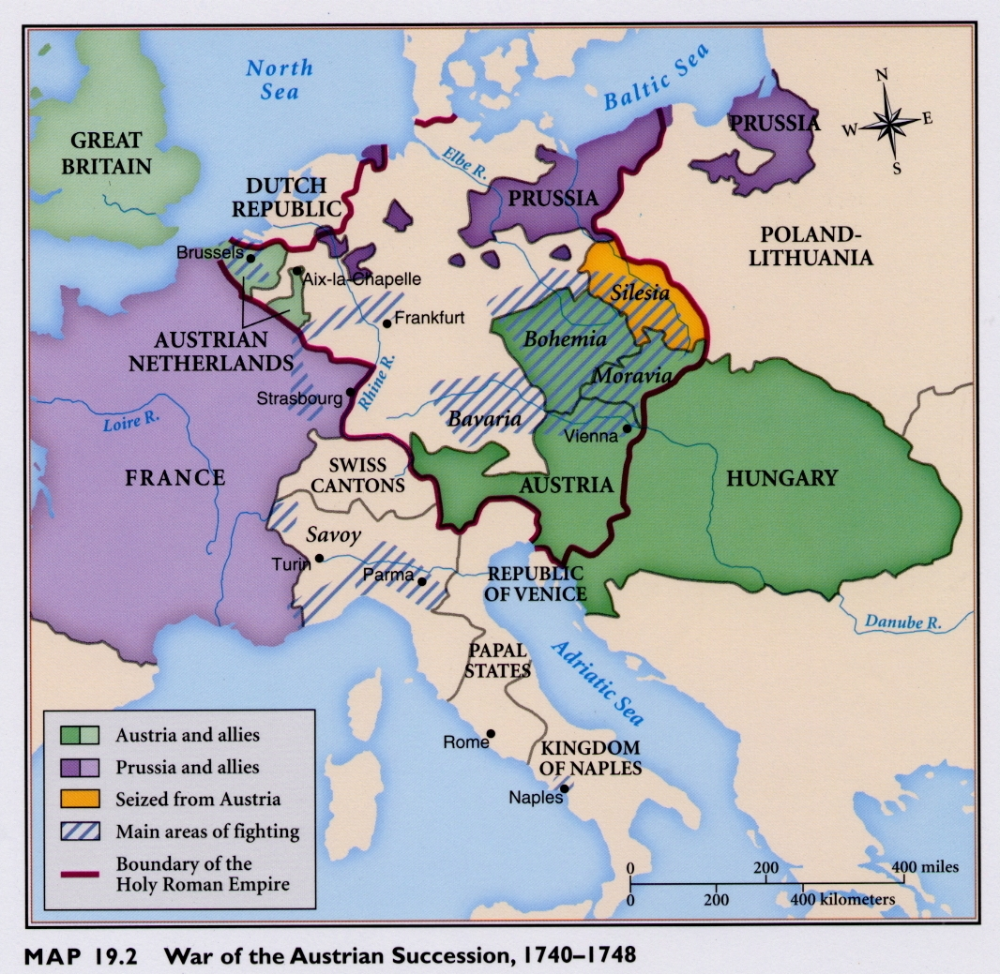 North
Sea
Baltic Sea
N
W
E
S
GREAT
BRITAIN
PRUSSIA
Elbe R.
DUTCH
REPUBLIC
PRUSSIA
POLAND-
LITHUANIA
Brussels
Aix-la-Chapelle
Silesia
Frankfurt
AUSTRIAN
NETHERLANDS
Bohemia
Moravia
Rhine R.
Strasbourg
Loire R.
Bavaria
Vienna
FRANCE
SWISS
CANTONS
AUSTRIA
HUNGARY
Savoy
Turin
Parma
REPUBLIC
OF VENICE
Danube R.
PAPAL
STATES
Adriatic Sea
Rome
KINGDOM
OF NAPLES
Naples
Austria and allies
Prussia and allies
Seized from Austria
Main areas of fighting
Boundary of the
Holy Roman Empire
0 200 400 miles
0 200 400 kilometers
MAP 19.2 War of the Austrian Succession, 1740–1748